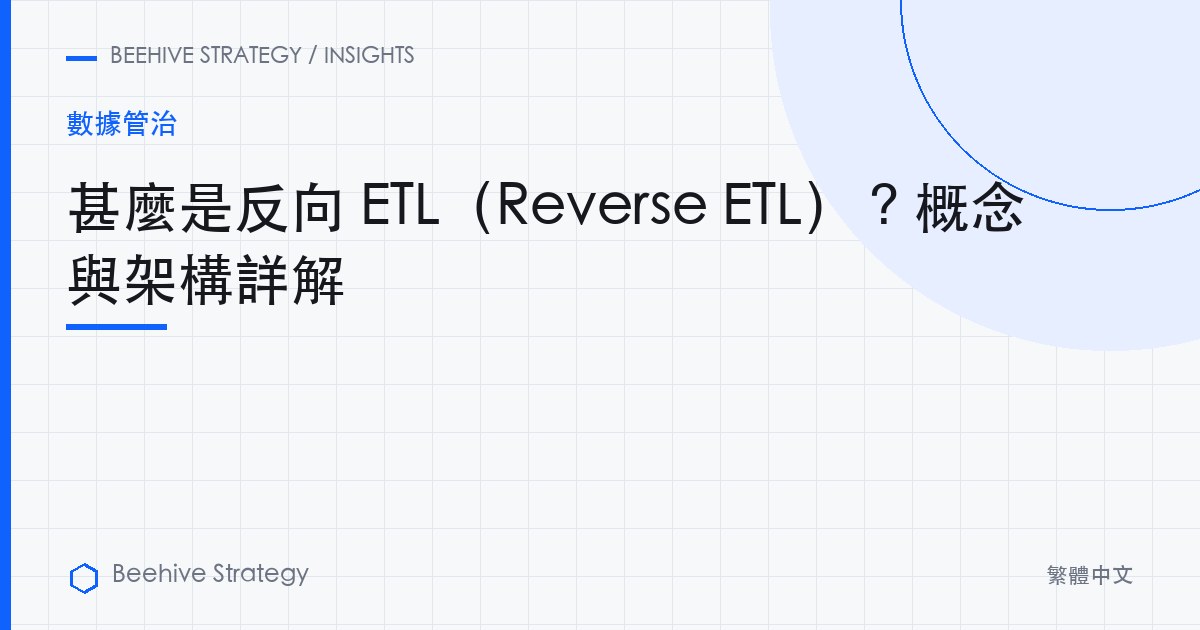 BEEHIVE STRATEGY / INSIGHTS
數據管治
甚麼是反向 ETL（Reverse ETL）？概念
與架構詳解
Beehive Strategy
繁體中文